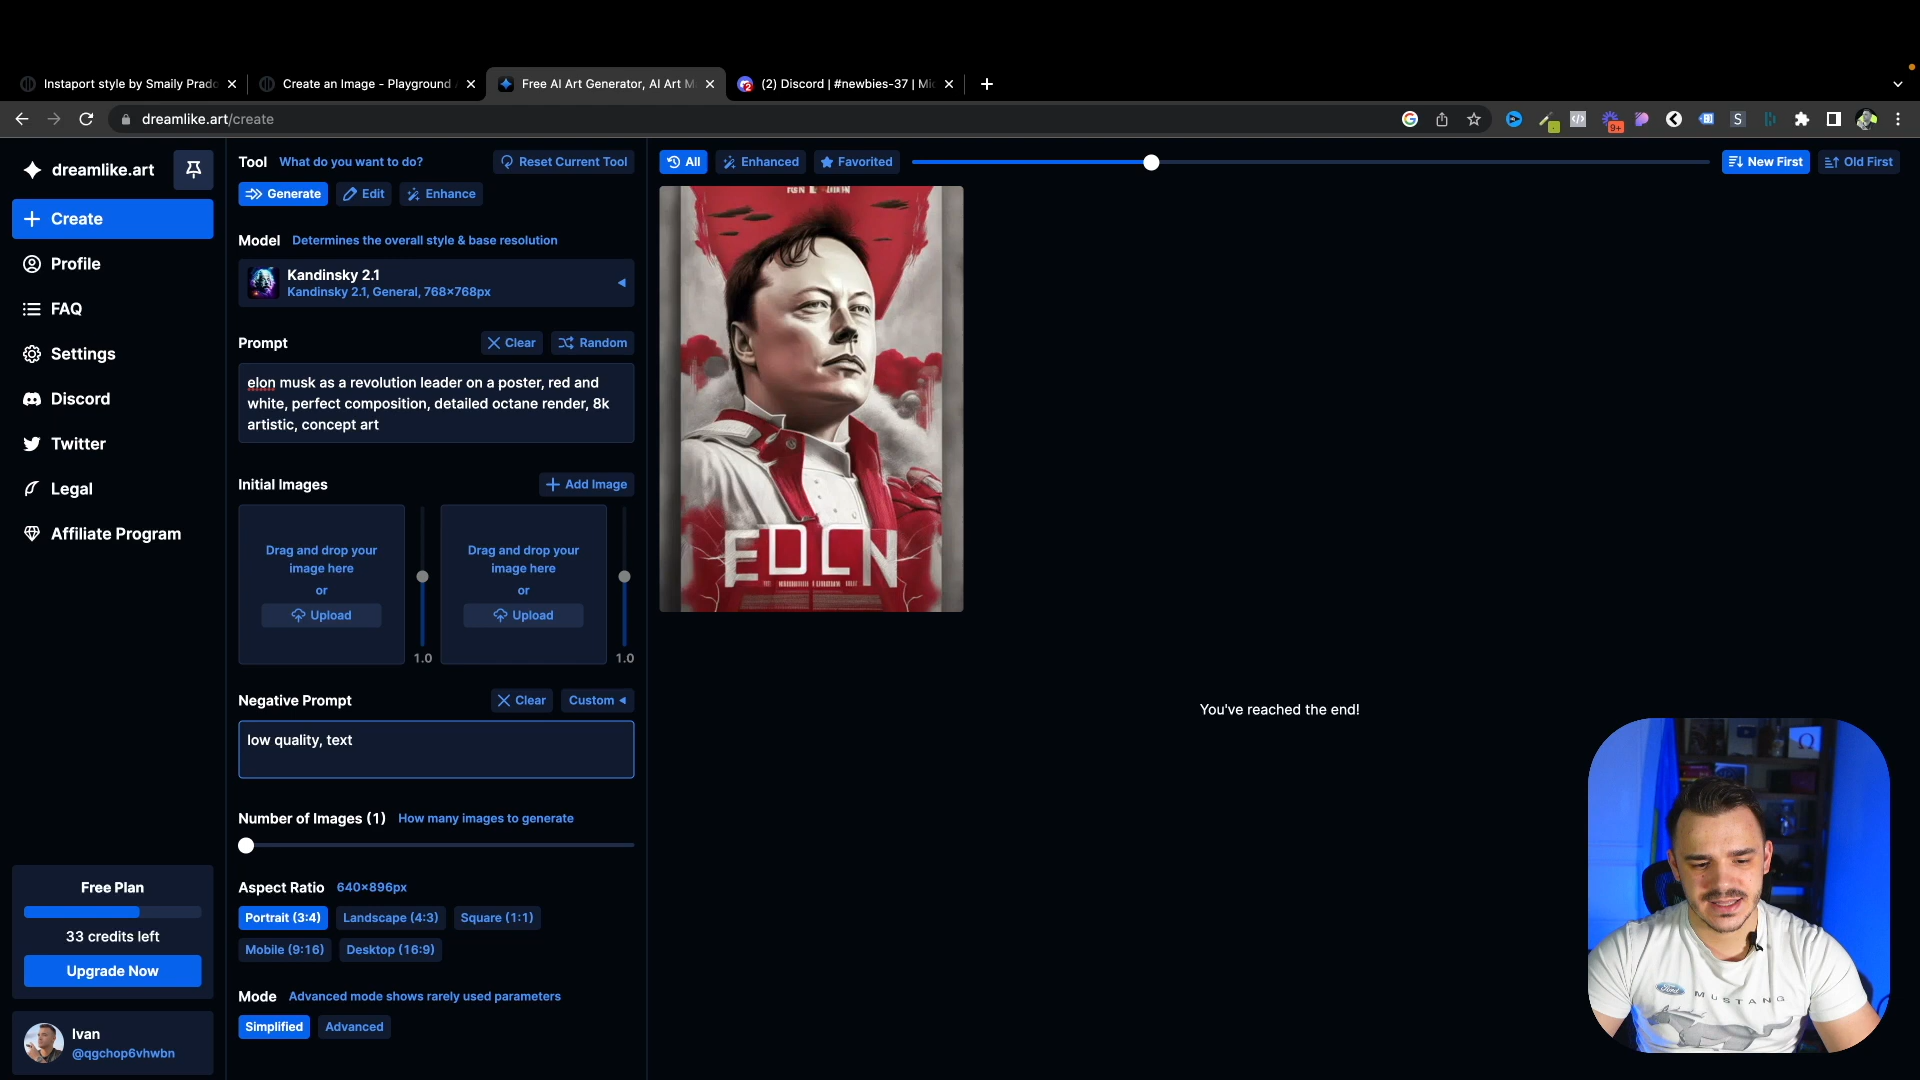 Instaport style by Smaily Prado
Create an Image - Playground
Free AI Art Generator, AI Art M
(2) Discord | #newbies-37 | Mi
dreamlike.art/create
9+
S
dreamlike.art
Create
Profile
FAQ
Settings
Discord
Twitter
Legal
Affiliate Program
Free Plan
33 credits left
Upgrade Now
Ivan
@qgchop6vhwbn
Tool What do you want to do?
Reset Current Tool
Generate
Edit
Enhance
Model Determines the overall style & base resolution
Kandinsky 2.1
Kandinsky 2.1, General, 768×768px
Prompt
Clear
Random
elon musk as a revolution leader on a poster, red and
white, perfect composition, detailed octane render, 8k
artistic, concept art
Initial Images
Add Image
Drag and drop your
image here
or
Upload
1.0
Drag and drop your
image here
or
Upload
1.0
Negative Prompt
Clear
Custom
low quality, text
Number of Images (1) How many images to generate
Aspect Ratio 640×896px
Portrait (3:4)
Landscape (4:3)
Square (1:1)
Mobile (9:16)
Desktop (16:9)
Mode Advanced mode shows rarely used parameters
Simplified
Advanced
All
Enhanced
Favorited
New First
Old First
EDLN
You've reached the end!
Ford
MUSTANG